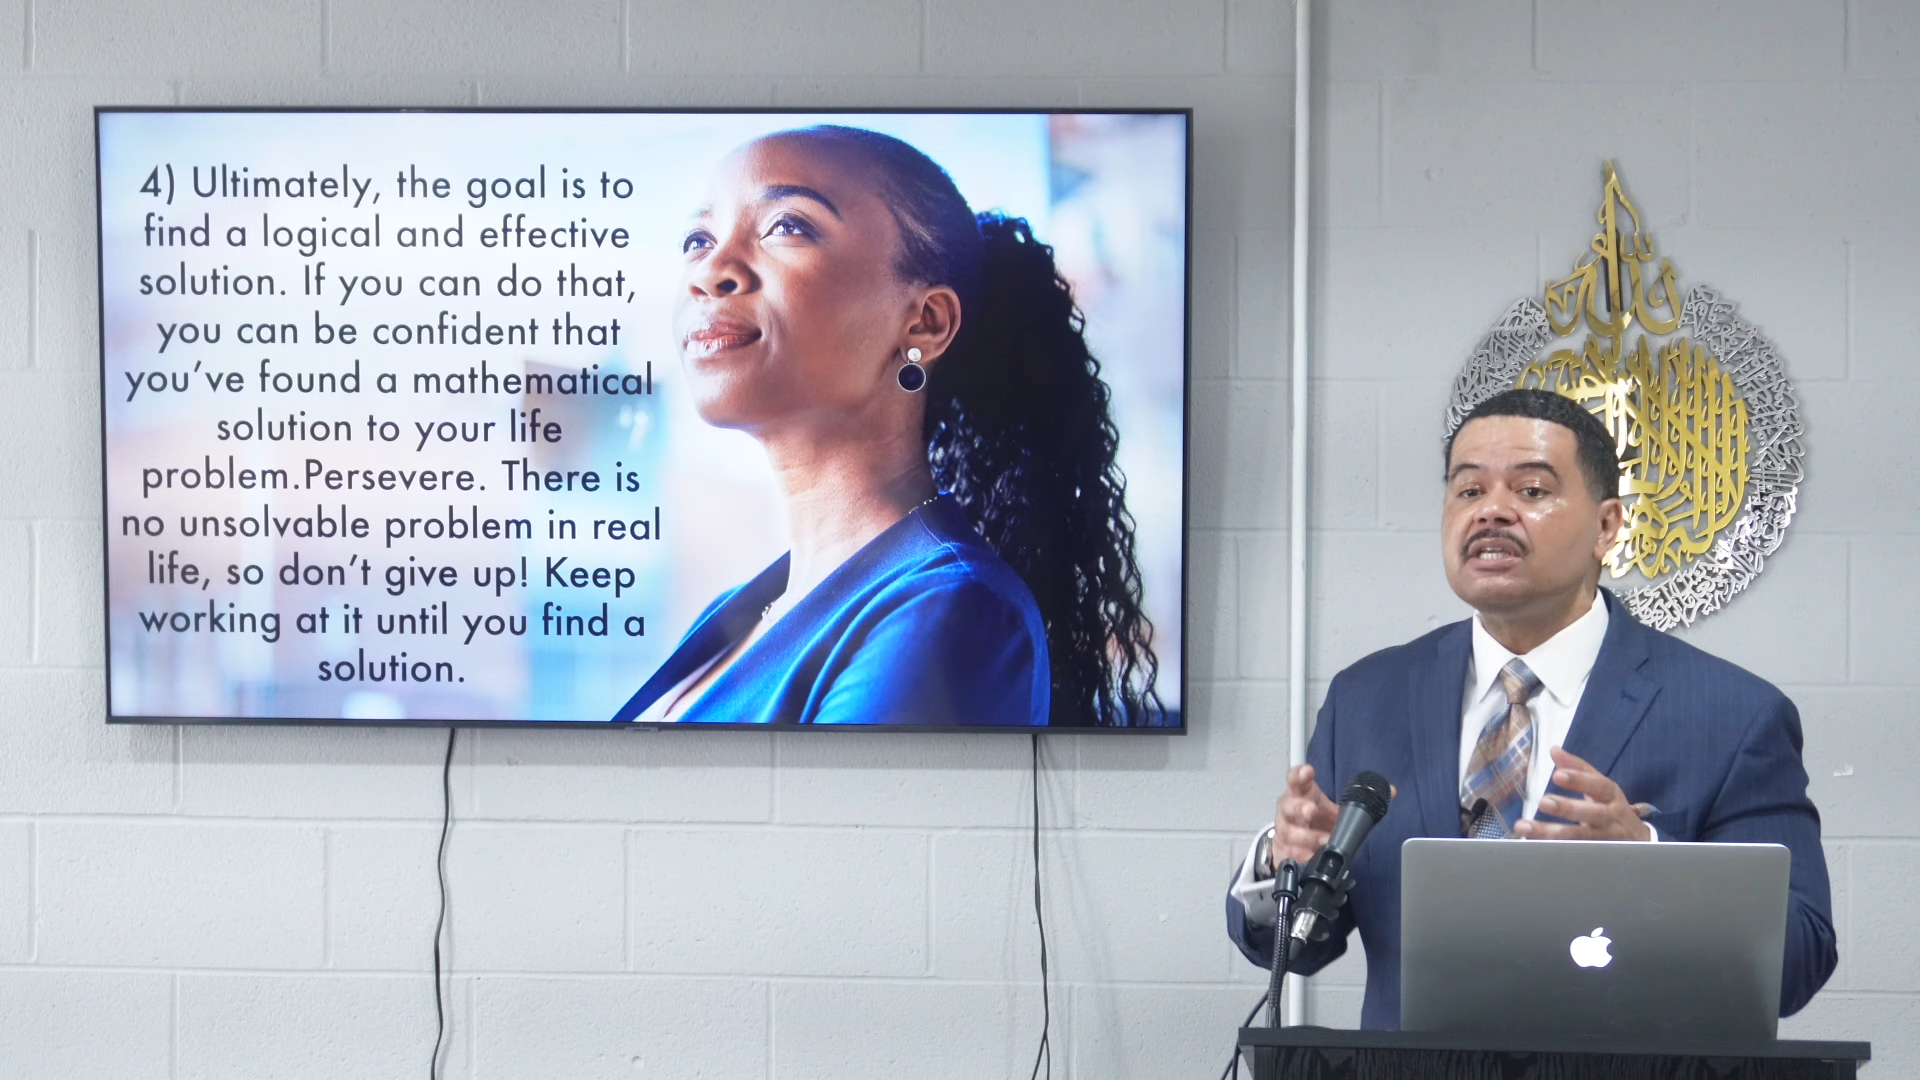 4) Ultimately, the goal is to
find a logical and effective
solution. If you can do that,
you can be confident that
you've found a mathematical
solution to your life
problem.Persevere. There is
no unsolvable problem in real
life, so don't give up! Keep
working at it until you find a
solution.